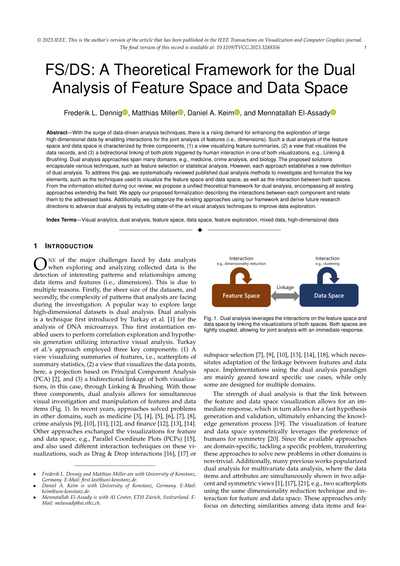 © 2023 IEEE. This is the author's version of the article that has been published in the IEEE Transactions on Visualization and Computer Graphics journal.
The final version of this record is available at: 10.1109/TVCG.2023.3288356
1
FS/DS: A Theoretical Framework for the Dual
Analysis of Feature Space and Data Space
Frederik L. Dennig, Matthias Miller, Daniel A. Keim, and Mennatallah El-Assady
Abstract—With the surge of data-driven analysis techniques, there is a rising demand for enhancing the exploration of large
high-dimensional data by enabling interactions for the joint analysis of features (i.e., dimensions). Such a dual analysis of the feature
space and data space is characterized by three components, (1) a view visualizing feature summaries, (2) a view that visualizes the
data records, and (3) a bidirectional linking of both plots triggered by human interaction in one of both visualizations, e.g., Linking &
Brushing. Dual analysis approaches span many domains, e.g., medicine, crime analysis, and biology. The proposed solutions
encapsulate various techniques, such as feature selection or statistical analysis. However, each approach establishes a new definition
of dual analysis. To address this gap, we systematically reviewed published dual analysis methods to investigate and formalize the key
elements, such as the techniques used to visualize the feature space and data space, as well as the interaction between both spaces.
From the information elicited during our review, we propose a unified theoretical framework for dual analysis, encompassing all existing
approaches extending the field. We apply our proposed formalization describing the interactions between each component and relate
them to the addressed tasks. Additionally, we categorize the existing approaches using our framework and derive future research
directions to advance dual analysis by including state-of-the-art visual analysis techniques to improve data exploration.
Index Terms—Visual analytics, dual analysis, feature space, data space, feature exploration, mixed data, high-dimensional data
1 INTRODUCTION
ONE of the major challenges faced by data analysts
when exploring and analyzing collected data is the
detection of interesting patterns and relationships among
data items and features (i.e., dimensions). This is due to
multiple reasons. Firstly, the sheer size of the datasets, and
secondly, the complexity of patterns that analysts are facing
during the investigation. A popular way to explore large
high-dimensional datasets is dual analysis. Dual analysis
is a technique first introduced by Turkay et al. [1] for the
analysis of DNA microarrays. This first instantiation en-
abled users to perform correlation exploration and hypothe-
sis generation utilizing interactive visual analysis. Turkay
et al.'s approach employed three key components: (1) A
view visualizing summaries of features, i.e., scatterplots of
summary statistics, (2) a view that visualizes the data points,
here, a projection based on Principal Component Analysis
(PCA) [2], and (3) a bidirectional linkage of both visualiza-
tions, in this case, through Linking & Brushing. With those
three components, dual analysis allows for simultaneous
visual investigation and manipulation of features and data
items (Fig. 1). In recent years, approaches solved problems
in other domains, such as medicine [3], [4], [5], [6], [7], [8],
crime analysis [9], [10], [11], [12], and finance [12], [13], [14].
Other approaches exchanged the visualizations for feature
and data space, e.g., Parallel Coordinate Plots (PCPs) [15],
and also used different interaction techniques on these vi-
sualizations, such as Drag & Drop interactions [16], [17] or
• Frederik L. Dennig and Matthias Miller are with University of Konstanz,
Germany. E-Mail: first.last@uni-konstanz.de.
• Daniel A. Keim is with University of Konstanz, Germany. E-Mail:
keim@uni-konstanz.de.
• Mennatallah El-Assady is with AI Center, ETH Zürich, Switzerland. E-
Mail: melassady@ai.ethz.ch.
Interaction
e.g., dimensionality reduction
Interaction
e.g., clustering
Feature Space
Linkage
Data Space
Fig. 1: Dual analysis leverages the interactions on the feature space and
data space by linking the visualizations of both spaces. Both spaces are
tightly coupled, allowing for joint analysis with an immediate response.
subspace selection [7], [9], [10], [13], [14], [18], which neces-
sitates adaptation of the linkage between features and data
space. Implementations using the dual analysis paradigm
are mainly geared toward specific use cases, while only
some are designed for multiple domains.
The strength of dual analysis is that the link between
the feature and data space visualization allows for an im-
mediate response, which in turn allows for a fast hypothesis
generation and validation, ultimately enhancing the knowl-
edge generation process [19]. The visualization of feature
and data space symmetrically leverages the preference of
humans for symmetry [20]. Since the available approaches
are domain-specific, tackling a specific problem, transferring
these approaches to solve new problems in other domains is
non-trivial. Additionally, many previous works popularized
dual analysis for multivariate data analysis, where the data
items and attributes are simultaneously shown in two adja-
cent and symmetric views [1], [17], [21], e.g., two scatterplots
using the same dimensionality reduction technique and in-
teraction for feature and data space. These approaches only
focus on detecting similarities among data items and fea-